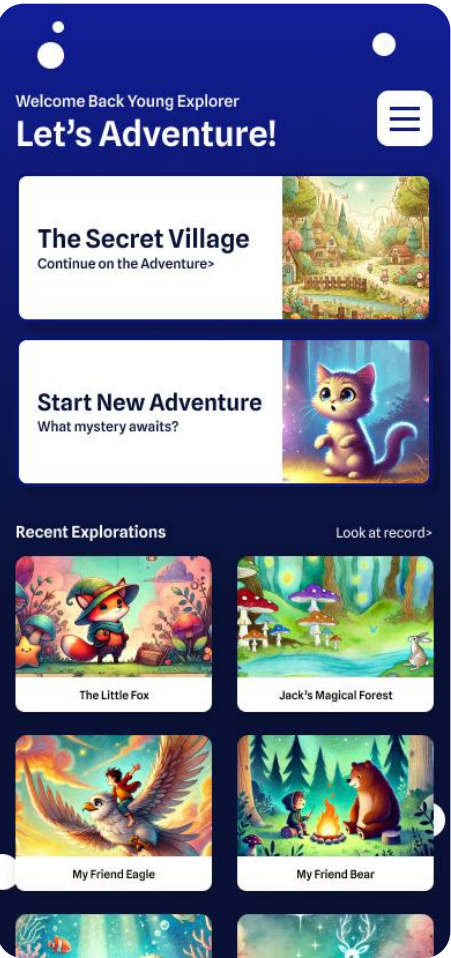 Welcome Back Young Explorer
Let's Adventure!
The Secret Village
Continue on the Adventure>
Start New Adventure
What mystery awaits?
Recent Explorations
Look at record>
The Little Fox
Jack's Magical Forest
My Friend Eagle
My Friend Bear